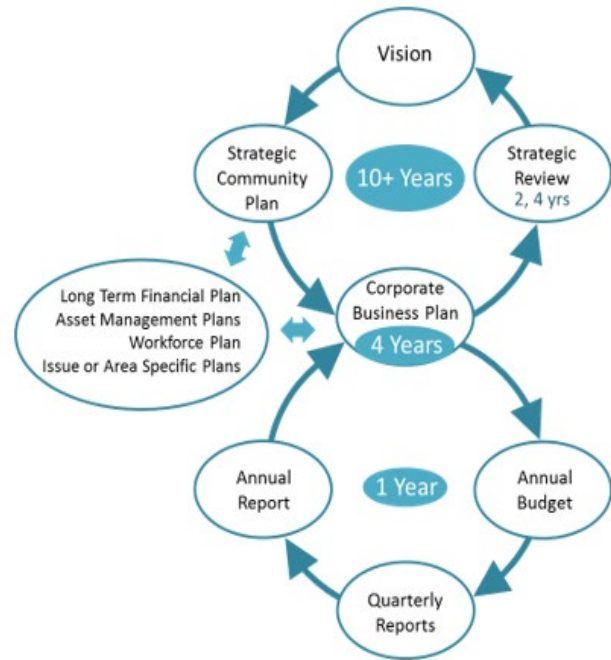 Vision
Strategic
Community
Plan
10+ Years
Strategic
Review
2, 4 yrs
Long Term Financial Plan
Asset Management Plans
Workforce Plan
Issue or Area Specific Plans
Corporate
Business Plan
4 Years
Annual
Report
1 Year
Annual
Budget
Quarterly
Reports